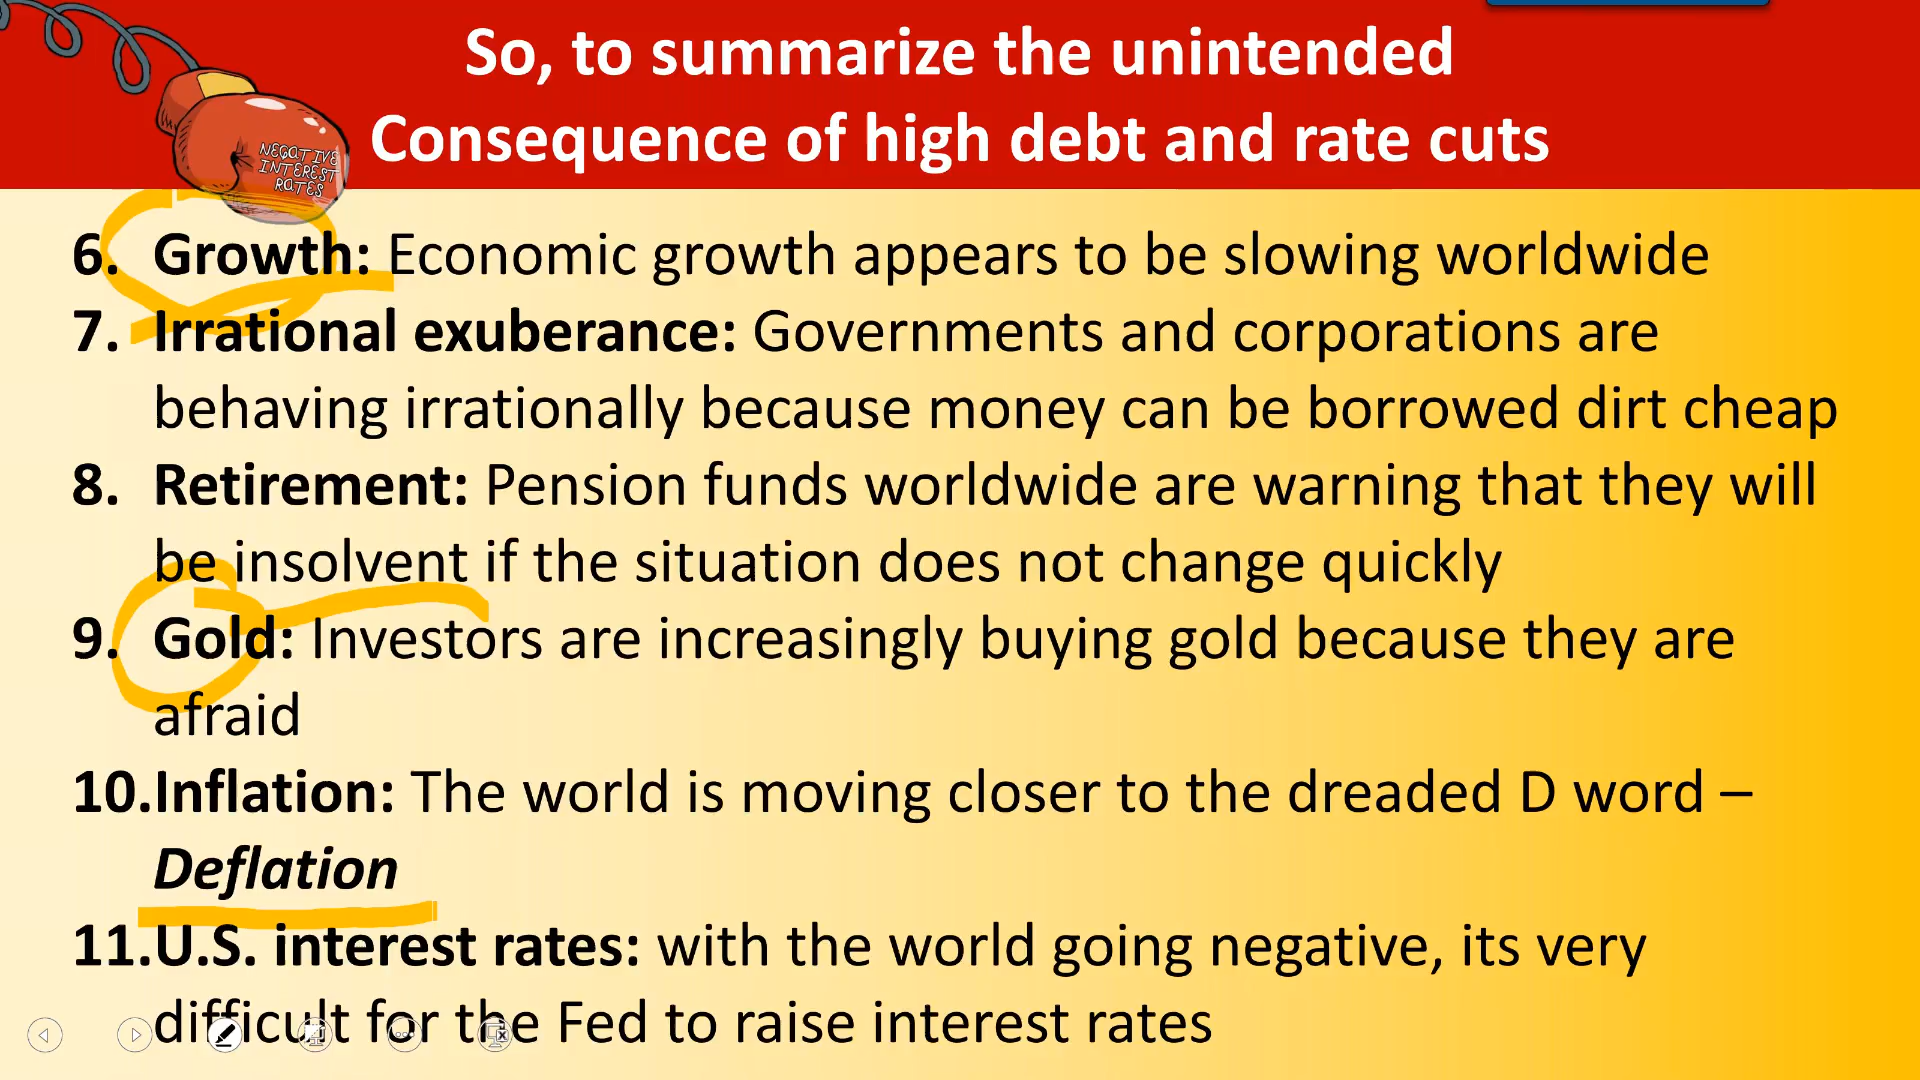 So, to summarize the unintended
Consequence of high debt and rate cuts
NEGATIVE
INTEREST
RATES
6. Growth: Economic growth appears to be slowing worldwide
7. Irrational exuberance: Governments and corporations are
behaving irrationally because money can be borrowed dirt cheap
8. Retirement: Pension funds worldwide are warning that they will
be insolvent if the situation does not change quickly
9. Gold: Investors are increasingly buying gold because they are
afraid
10. Inflation: The world is moving closer to the dreaded D word –
Deflation
11. U.S. interest rates: with the world going negative, its very
difficult for the Fed to raise interest rates